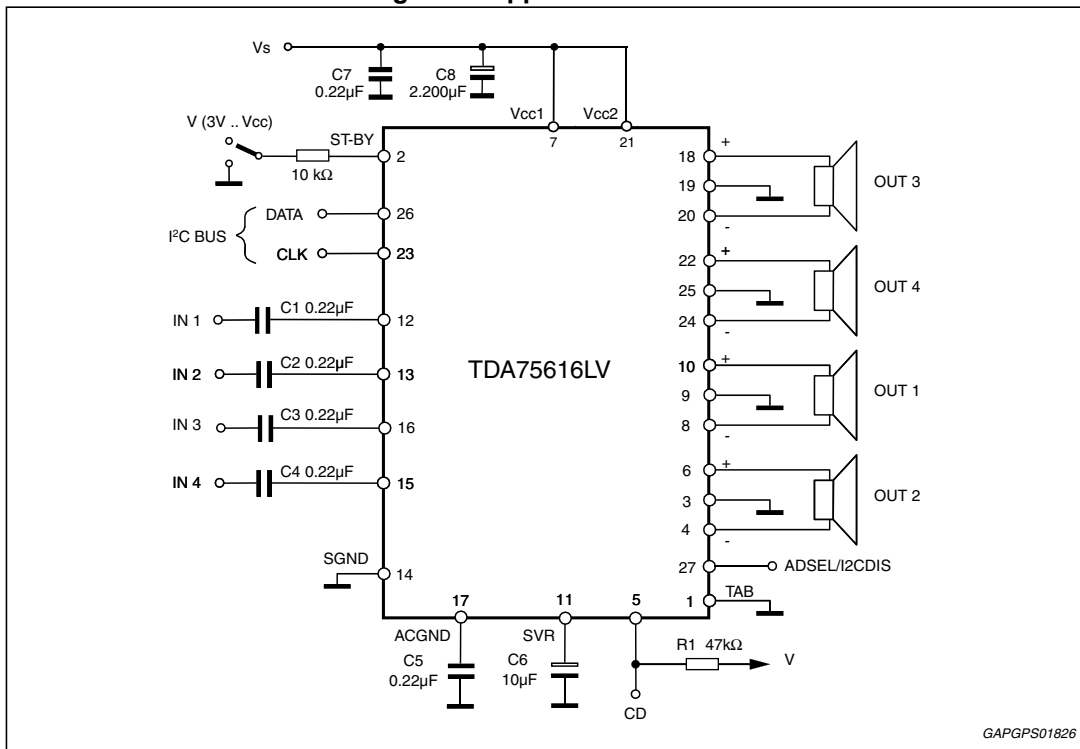 Vs
C7
0.22µF
C8
2.200µF
Vcc1
Vcc2
7
21
V (3V .. Vcc)
ST-BY
2
10 kΩ
I²C BUS
DATA
26
CLK
23
IN 1
C1 0.22µF
12
IN 2
C2 0.22µF
13
IN 3
C3 0.22µF
16
IN 4
C4 0.22µF
15
SGND
14
TDA75616LV
18
+
19
20
-
OUT 3
22
+
25
24
-
OUT 4
10
+
9
8
-
OUT 1
6
+
3
4
-
OUT 2
27
ADSEL/I2CDIS
1
TAB
17
ACGND
C5
0.22µF
11
SVR
C6
10µF
5
R1 47kΩ
V
CD
GAPGPS01826